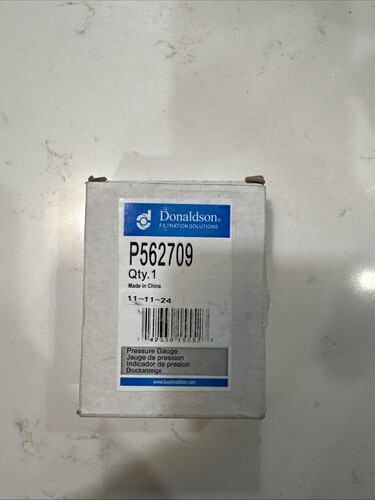 Donaldson®
FILTRATION SOLUTIONS
P562709
Qty.1
Made in China
11-11-24
Pressure Gauge
Jauge de pression
Indicador de presion
Druckanzeige
www.buydonaldson.com